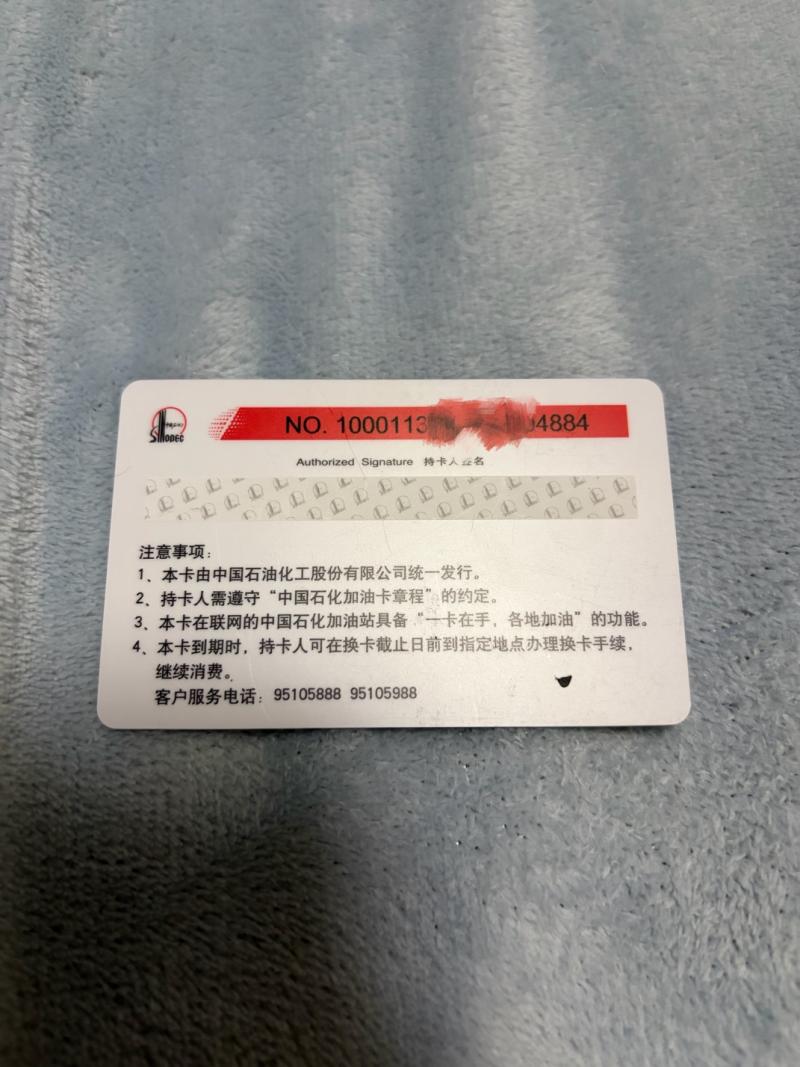 SINOPEC
NO. 1000113 4884
Authorized Signature 持卡人签名
注意事项：
1、本卡由中国石油化工股份有限公司统一发行。
2、持卡人需遵守“中国石化加油卡章程”的约定。
3、本卡在联网的中国石化加油站具备“一卡在手，各地加油”的功能。
4、本卡到期时，持卡人可在换卡截止日前到指定地点办理换卡手续，
继续消费。
客户服务电话：95105888 95105988